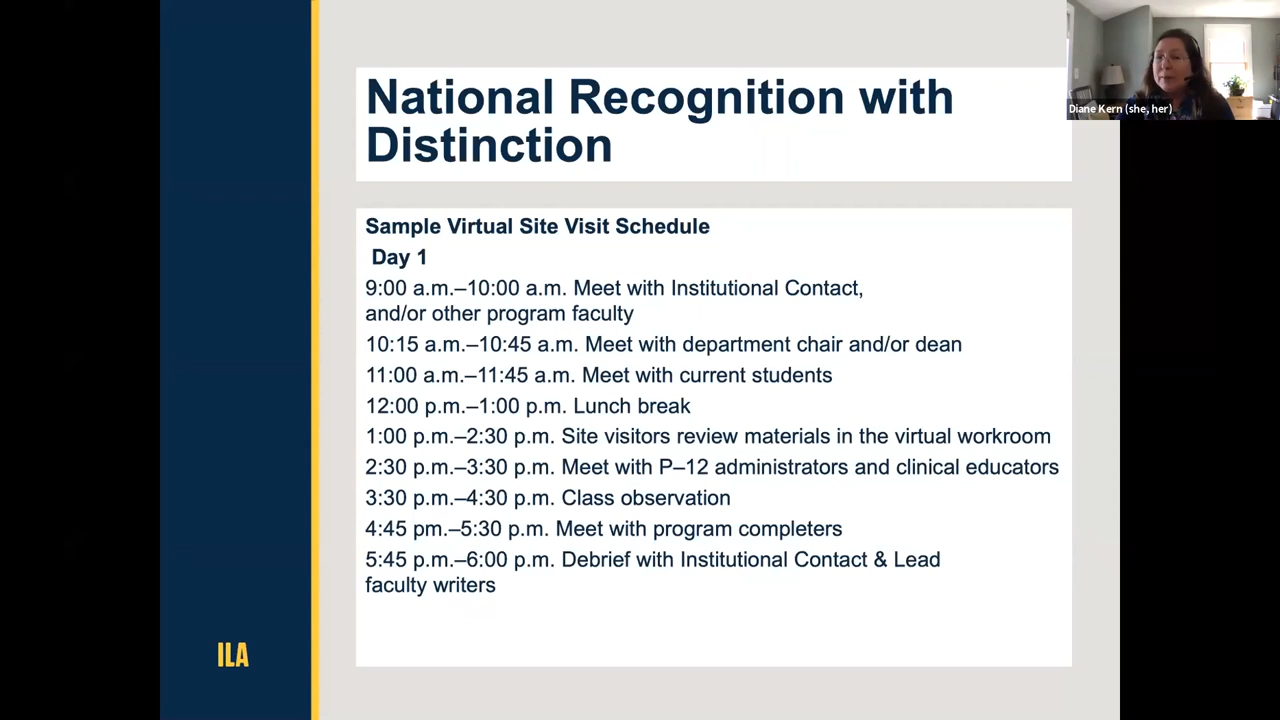 National Recognition with
Distinction
Diane Kern (she, her)
Sample Virtual Site Visit Schedule
Day 1
9:00 a.m.–10:00 a.m. Meet with Institutional Contact,
and/or other program faculty
10:15 a.m.–10:45 a.m. Meet with department chair and/or dean
11:00 a.m.–11:45 a.m. Meet with current students
12:00 p.m.–1:00 p.m. Lunch break
1:00 p.m.–2:30 p.m. Site visitors review materials in the virtual workroom
2:30 p.m.–3:30 p.m. Meet with P–12 administrators and clinical educators
3:30 p.m.–4:30 p.m. Class observation
4:45 pm.–5:30 p.m. Meet with program completers
5:45 p.m.–6:00 p.m. Debrief with Institutional Contact & Lead
faculty writers
ILA